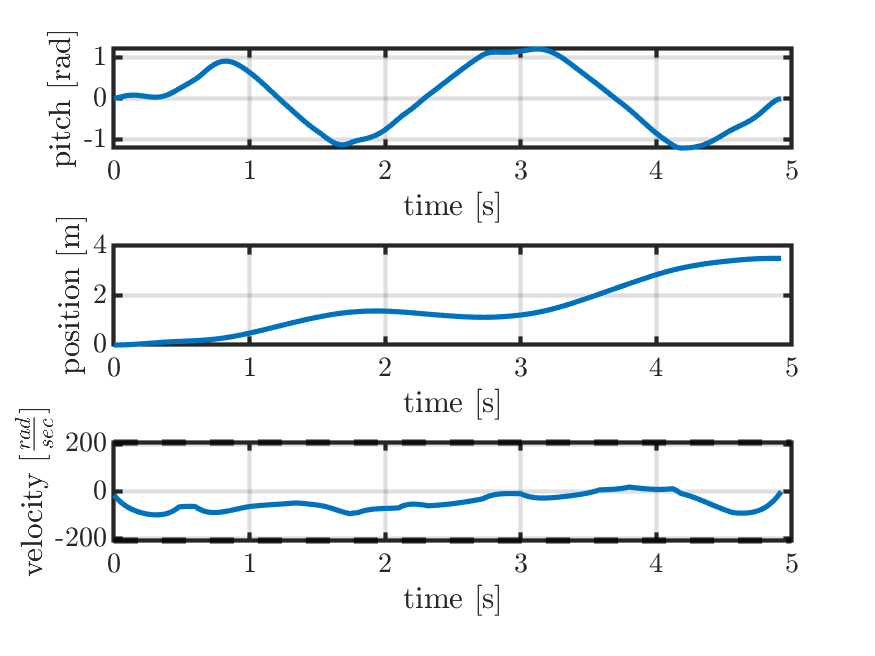 pitch [rad]
1
0
-1
0 1 2 3 4 5
time [s]
position [m]
4
2
0
0 1 2 3 4 5
time [s]
velocity [rad/sec]
200
0
-200
0 1 2 3 4 5
time [s]